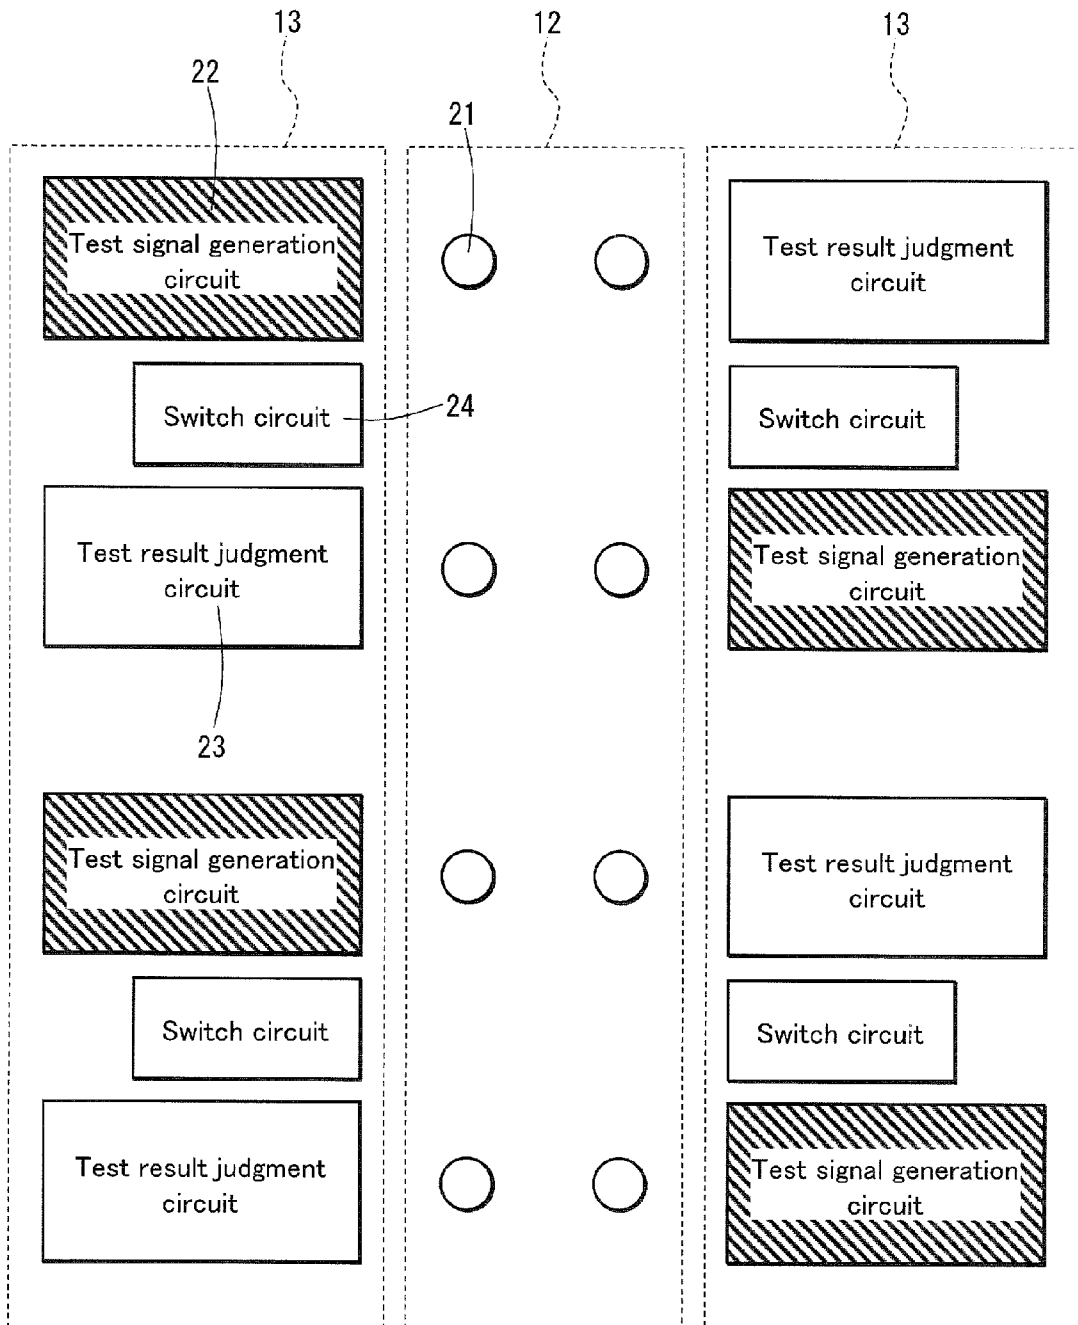 13
12
13
22
21
Test signal generation
circuit
Test result judgment
circuit
Switch circuit
24
Switch circuit
Test result judgment
circuit
Test signal generation
circuit
23
Test signal generation
circuit
Test result judgment
circuit
Switch circuit
Switch circuit
Test result judgment
circuit
Test signal generation
circuit